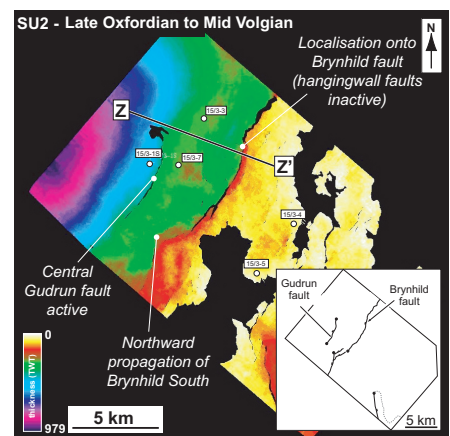 SU2 - Late Oxfordian to Mid Volgian
N
Localisation onto
Brynhild fault
(hangingwall faults
inactive)
Z
15/3-3
15/3-1S
15/3-7
Z'
15/3-4
15/3-5
Central
Gudrun fault
active
Northward
propagation of
Brynhild South
0
thickness (TWT)
979
5 km
Gudrun
fault
Brynhild
fault
5 km